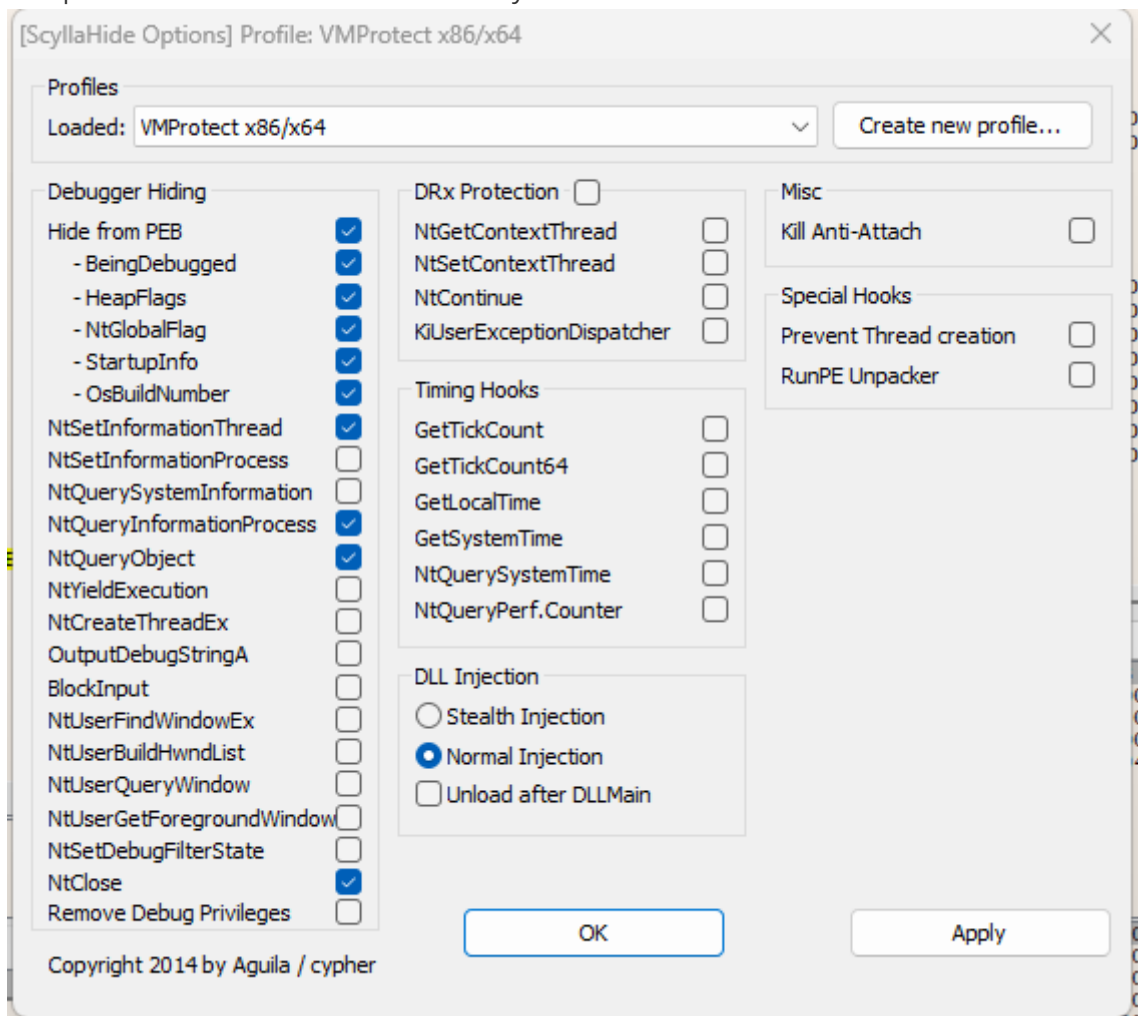 [ScyllaHide Options] Profile: VMProtect x86/x64
Profiles
Loaded: VMProtect x86/x64
Create new profile...
Debugger Hiding
Hide from PEB
- BeingDebugged
- HeapFlags
- NtGlobalFlag
- StartupInfo
- OsBuildNumber
NtSetInformationThread
NtSetInformationProcess
NtQuerySystemInformation
NtQueryInformationProcess
NtQueryObject
NtYieldExecution
NtCreateThreadEx
OutputDebugStringA
BlockInput
NtUserFindWindowEx
NtUserBuildHwndList
NtUserQueryWindow
NtUserGetForegroundWindow
NtSetDebugFilterState
NtClose
Remove Debug Privileges
DRx Protection
NtGetContextThread
NtSetContextThread
NtContinue
KiUserExceptionDispatcher
Timing Hooks
GetTickCount
GetTickCount64
GetLocalTime
GetSystemTime
NtQuerySystemTime
NtQueryPerf.Counter
DLL Injection
Stealth Injection
Normal Injection
Unload after DLLMain
Misc
Kill Anti-Attach
Special Hooks
Prevent Thread creation
RunPE Unpacker
OK
Apply
Copyright 2014 by Aguila / cypher